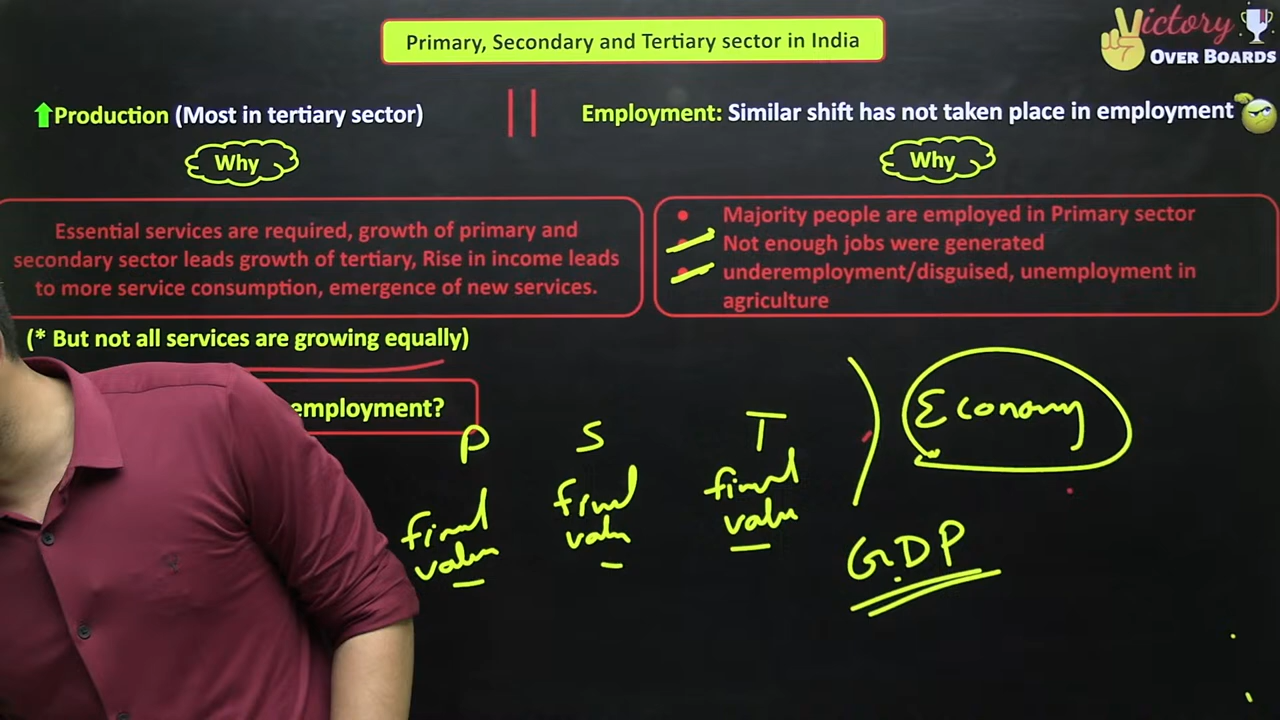 Primary, Secondary and Tertiary sector in India
Victory
OVER BOARDS
Production (Most in tertiary sector)
Employment: Similar shift has not taken place in employment
Why
Why
Essential services are required, growth of primary and
secondary sector leads growth of tertiary, Rise in income leads
to more service consumption, emergence of new services.
• Majority people are employed in Primary sector
• Not enough jobs were generated
• underemployment/disguised, unemployment in
agriculture
(* But not all services are growing equally)
employment?
P S T
final final final
value value value
Economy
GDP